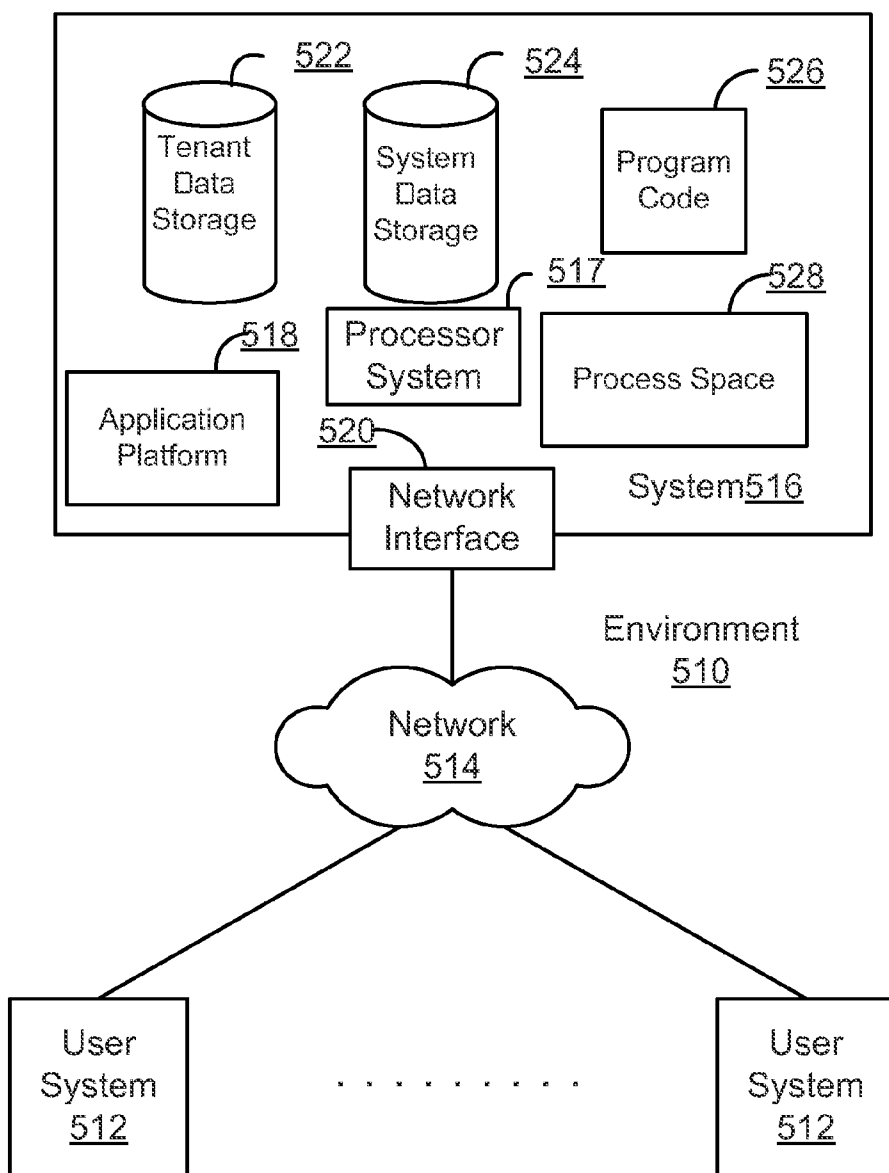 522
Tenant
Data
Storage
524
System
Data
Storage
526
Program
Code
517
Processor
System
528
Process Space
518
Application
Platform
520
Network
Interface
System516
Environment
510
Network
514
User
System
512
. . . . . . . . .
User
System
512